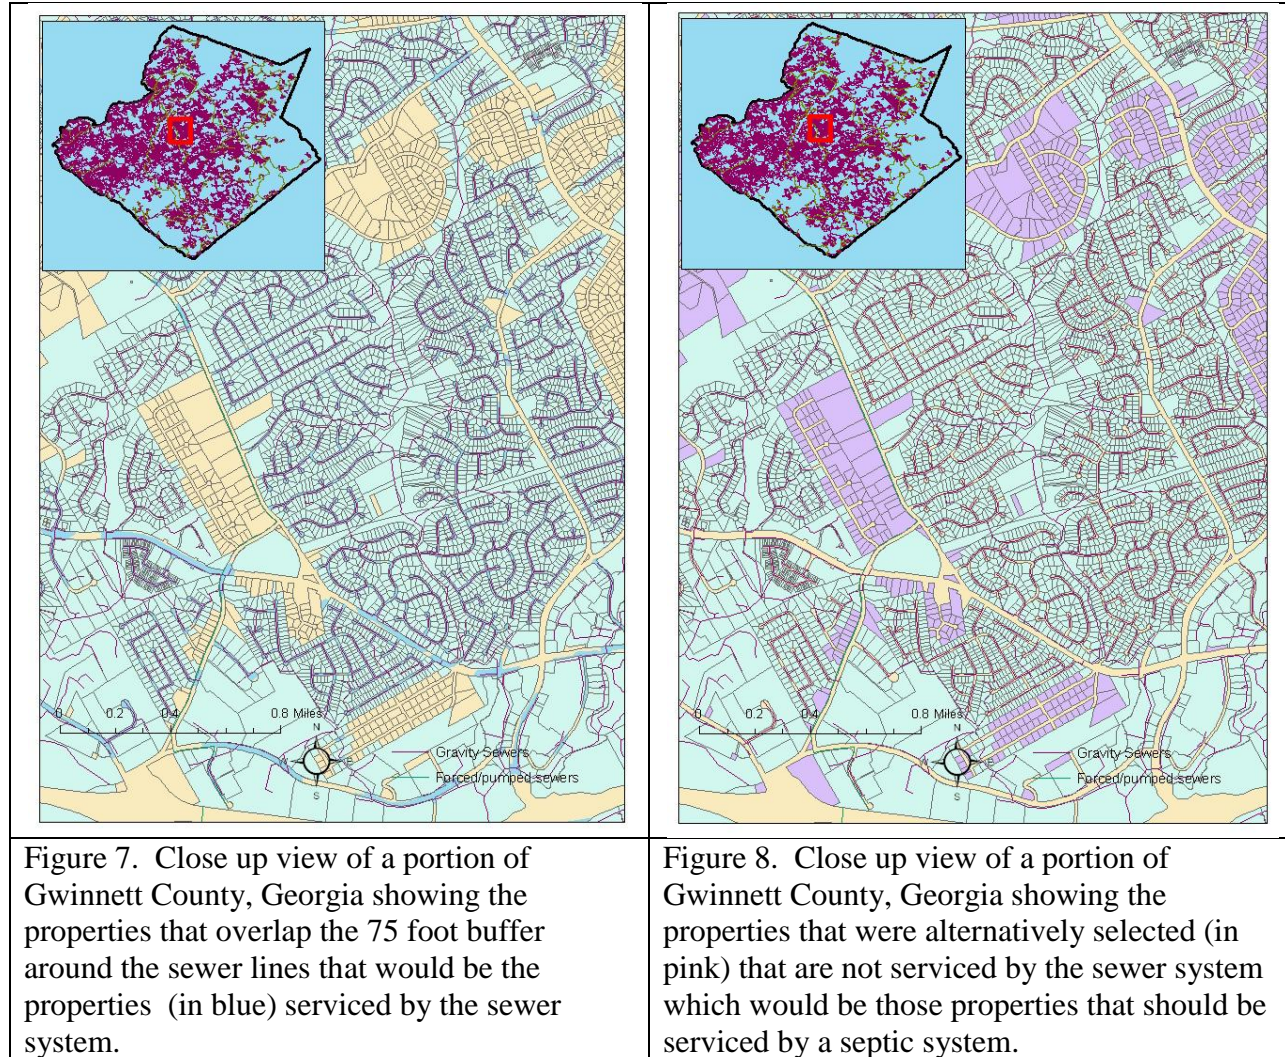 0 0.2 0.4 0.8 Miles
N
W E
S
Gravity Sewers
Forced/pumped sewers
Figure 7. Close up view of a portion of
Gwinnett County, Georgia showing the
properties that overlap the 75 foot buffer
around the sewer lines that would be the
properties (in blue) serviced by the sewer
system.
0 0.2 0.4 0.8 Miles
N
W E
S
Gravity Sewers
Forced/pumped sewers
Figure 8. Close up view of a portion of
Gwinnett County, Georgia showing the
properties that were alternatively selected (in
pink) that are not serviced by the sewer system
which would be those properties that should be
serviced by a septic system.